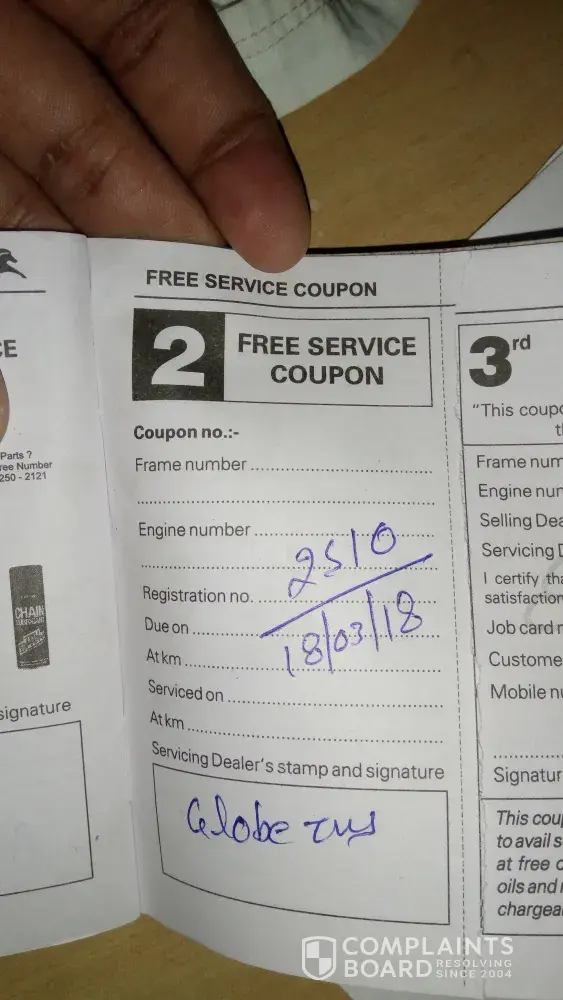 FREE SERVICE COUPON
2 FREE SERVICE
COUPON
Coupon no.:-
Frame number
Engine number
2510
Registration no.
18/03/18
Due on
At km
Serviced on
At km
Servicing Dealer's stamp and signature
Globe
CE
Parts ?
ree Number
250 - 2121
CHAIN
signature
3rd
"This coupo
th
Frame num
Engine num
Selling Dea
Servicing D
I certify tha
satisfaction
Job card n
Custome
Mobile nu
Signatur
This coup
to avail s
at free c
oils and
chargea
COMPLAINTS
BOARD RESOLVING
SINCE 2004